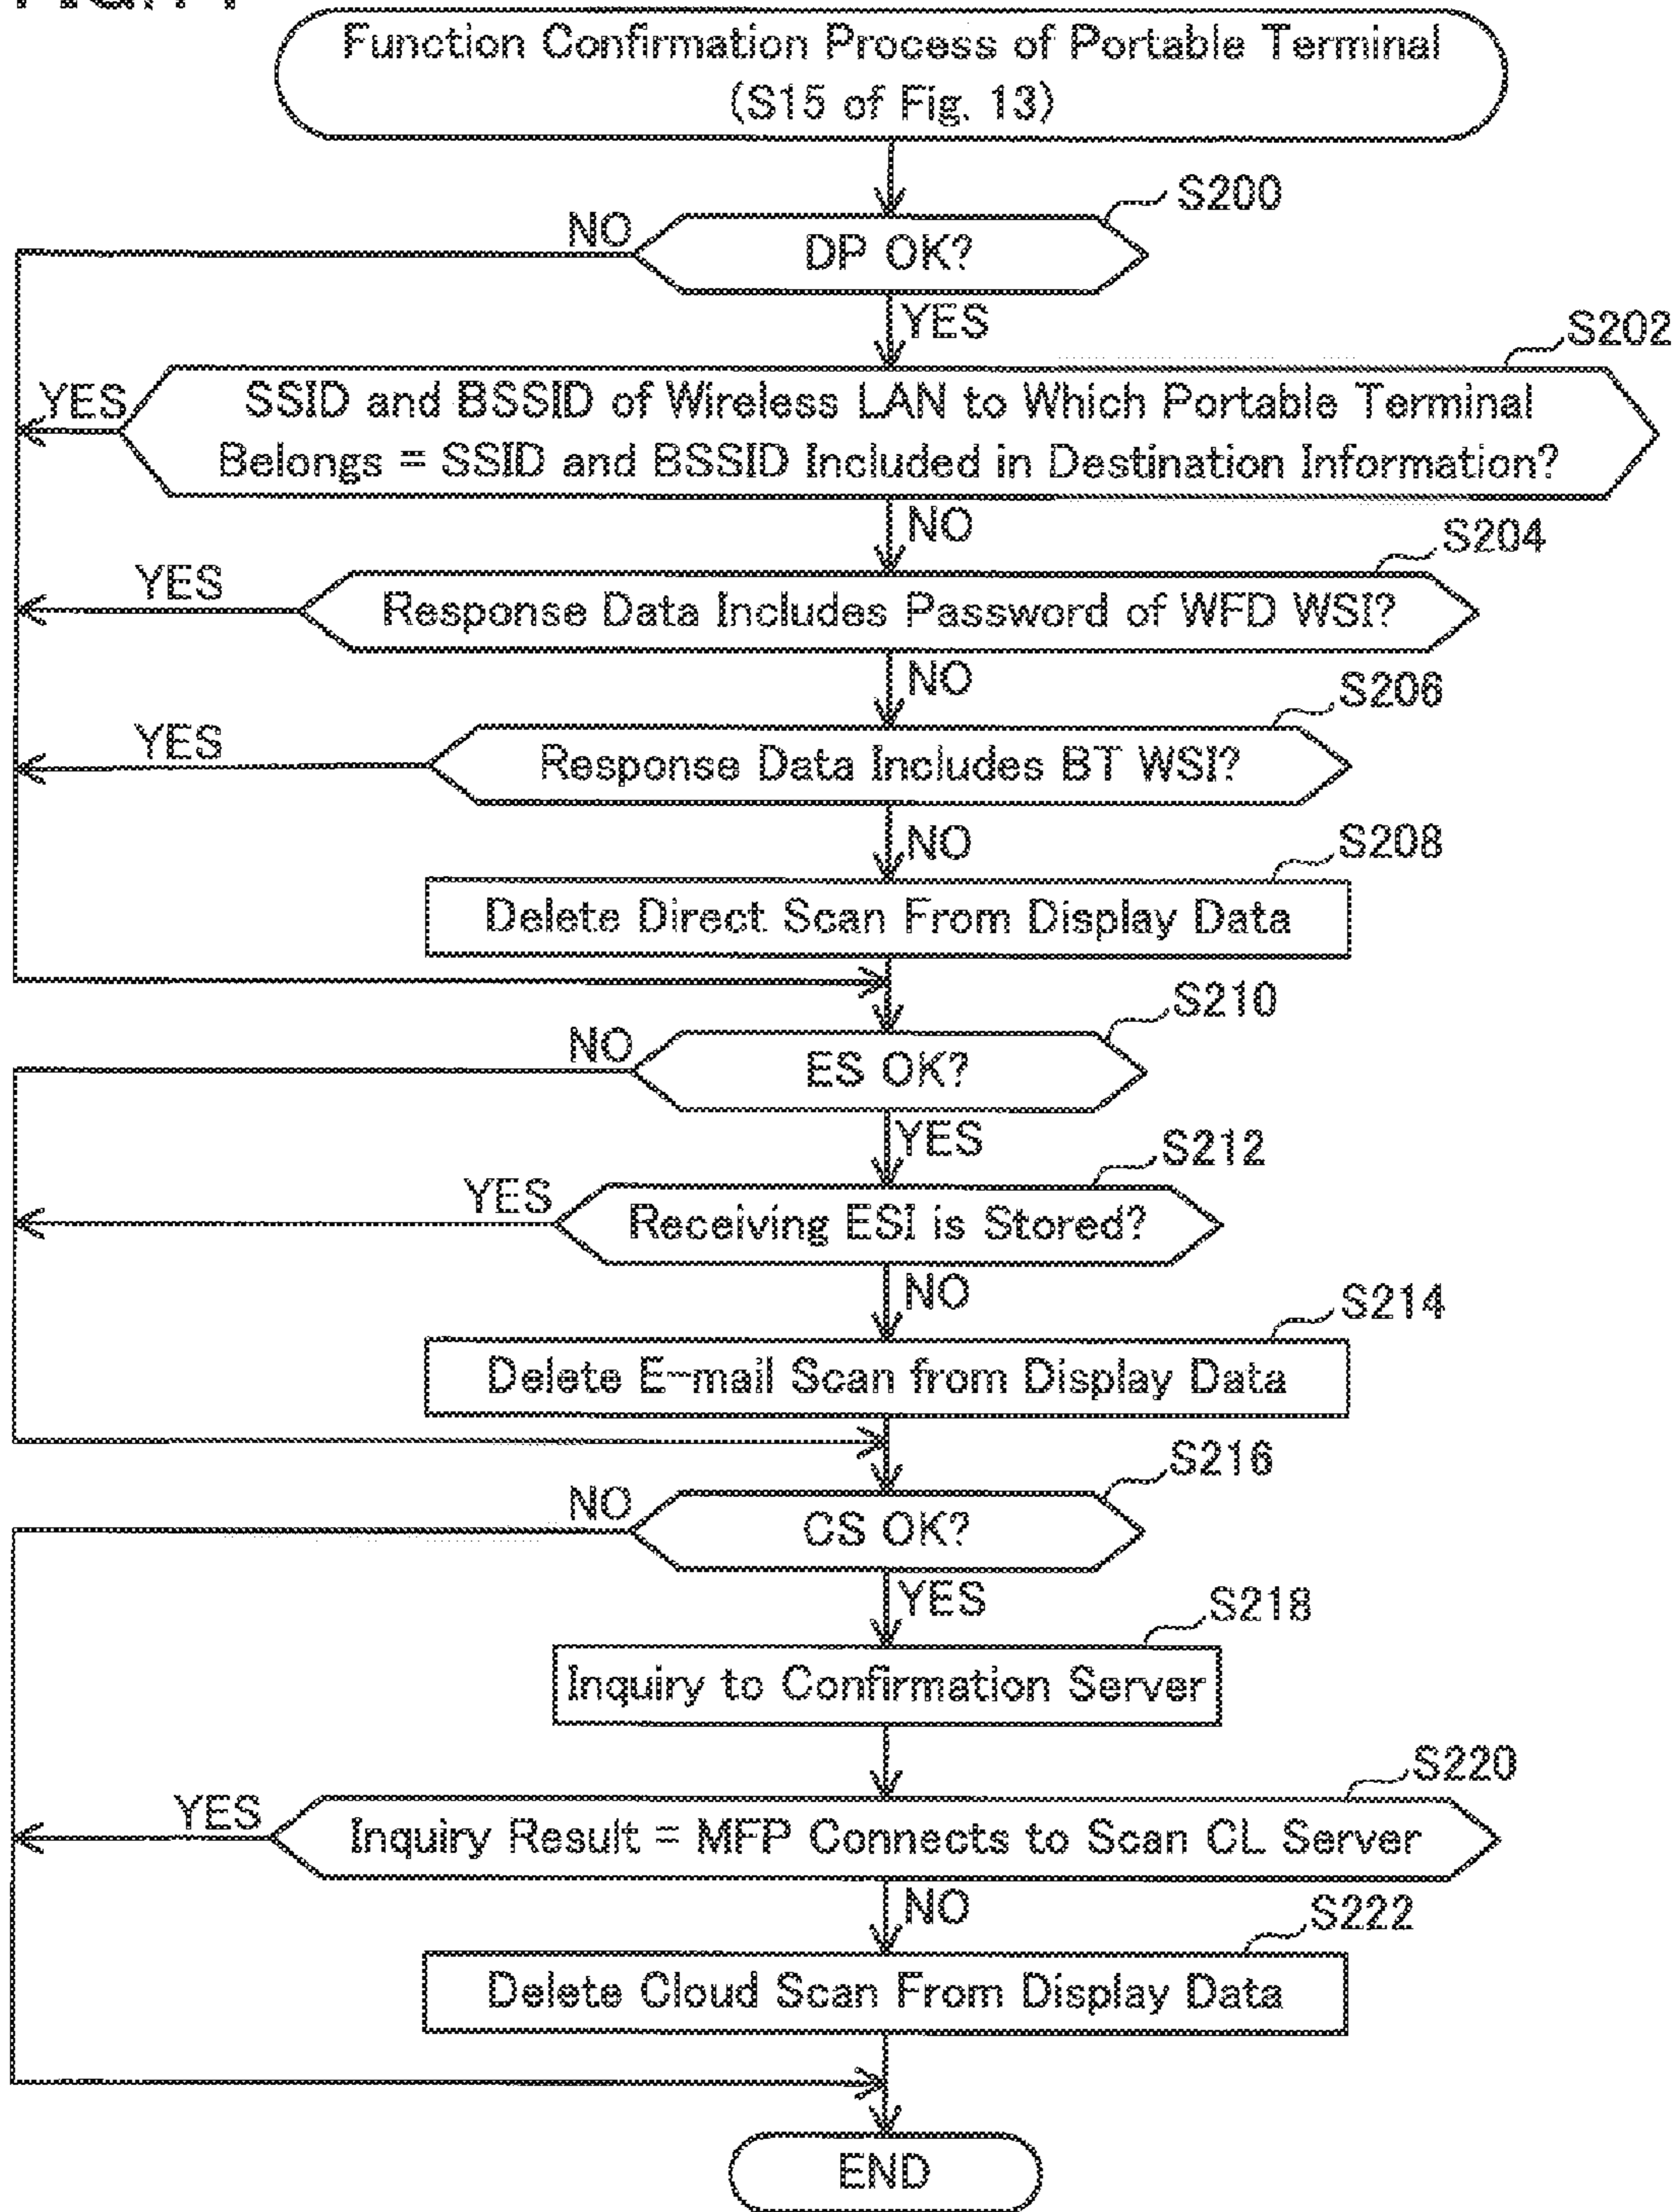 Function Confirmation Process of Portable Terminal
(S15 of Fig. 13)
S200
NO
DP OK?
YES
S202
YES
SSID and BSSID of Wireless LAN to Which Portable Terminal
Belongs = SSID and BSSID Included in Destination Information?
NO
S204
YES
Response Data Includes Password of WFD WSI?
NO
S206
YES
Response Data Includes BT WSI?
NO
S208
Delete Direct Scan From Display Data
S210
NO
ES OK?
YES
S212
YES
Receiving ESI is Stored?
NO
S214
Delete E-mail Scan from Display Data
S216
NO
CS OK?
YES
S218
Inquiry to Confirmation Server
S220
YES
Inquiry Result = MFP Connects to Scan CL Server
NO
S222
Delete Cloud Scan From Display Data
END